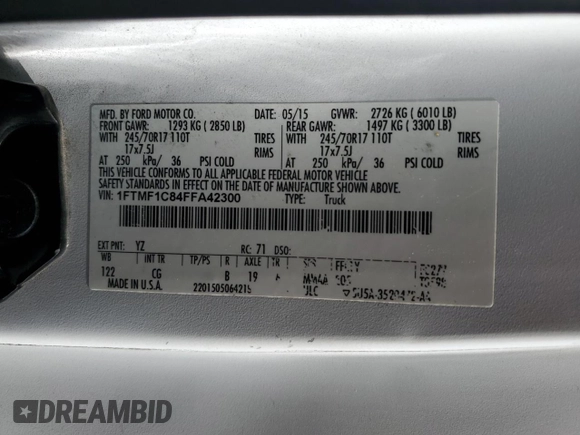 MFD. BY FORD MOTOR CO. DATE: 05/15 GVWR: 2726 KG ( 6010 LB)
FRONT GAWR: 1293 KG ( 2850 LB) REAR GAWR: 1497 KG ( 3300 LB)
WITH 245/70R17 110T TIRES WITH 245/70R17 110T TIRES
17x7.5J RIMS 17x7.5J RIMS
AT 250 kPa/ 36 PSI COLD AT 250 kPa/ 36 PSI COLD
THIS VEHICLE CONFORMS TO ALL APPLICABLE FEDERAL MOTOR VEHICLE
SAFETY STANDARDS IN EFFECT ON THE DATE OF MANUFACTURE SHOWN ABOVE.
VIN: 1FTMF1C84FFA42300 TYPE: Truck
EXT PNT: YZ RC: 71 DSO:
WB INT TR TP/PS R AXLE TR
122 CG B 19
MADE IN U.S.A. 2201505064215
DREAMBID